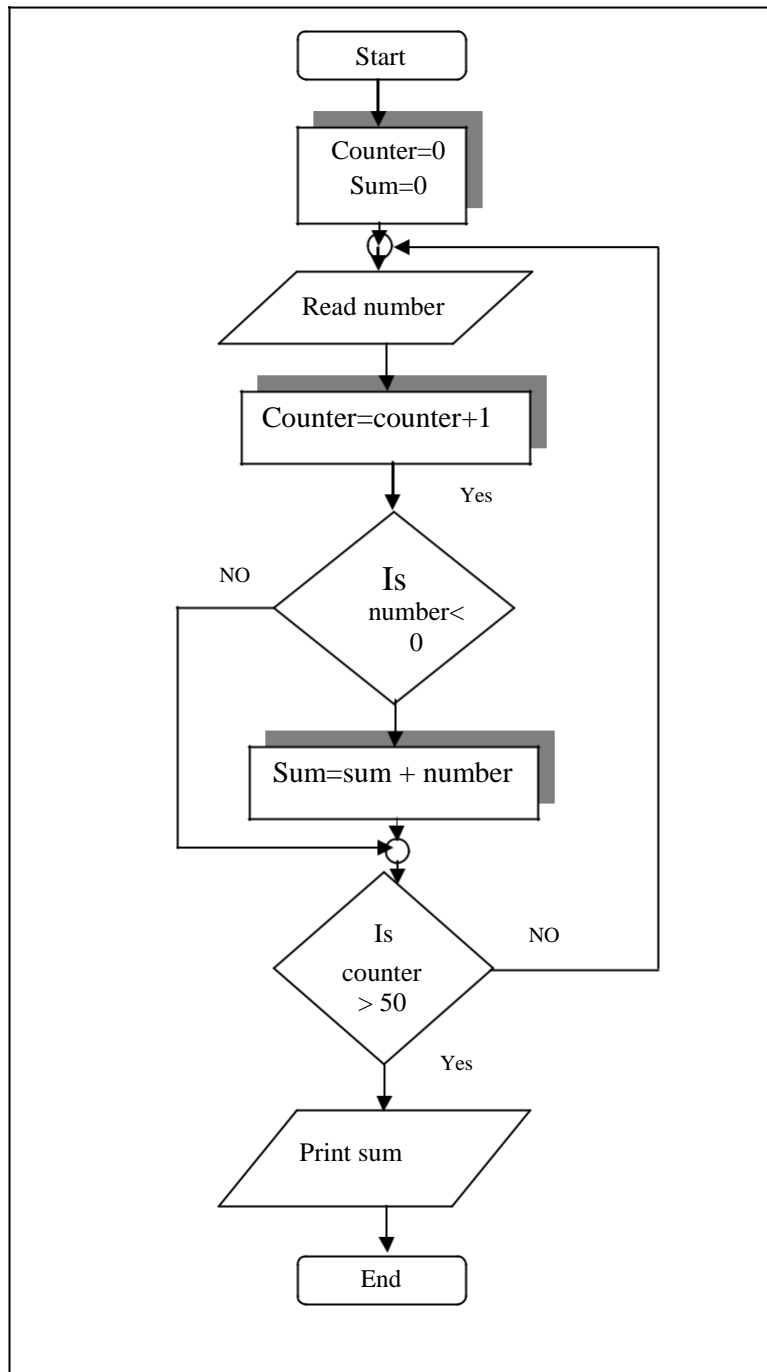 Start
Counter=0
Sum=0
Read number
Counter=counter+1
Yes
NO
Is
number<
0
Sum=sum + number
Is
counter
> 50
NO
Yes
Print sum
End